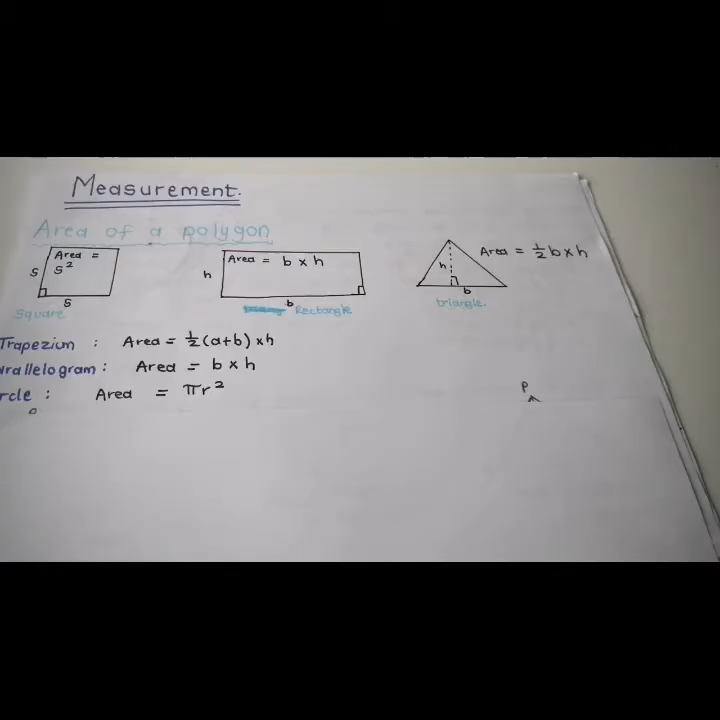 Measurement.
Area of a polygon
Area =
s²
s
s
Square
Area = b x h
h
b
Rectangle
Area = ½ b x h
h
b
triangle.
Trapezium : Area = ½ (a+b) x h
arallelogram : Area = b x h
rcle : Area = πr²
P